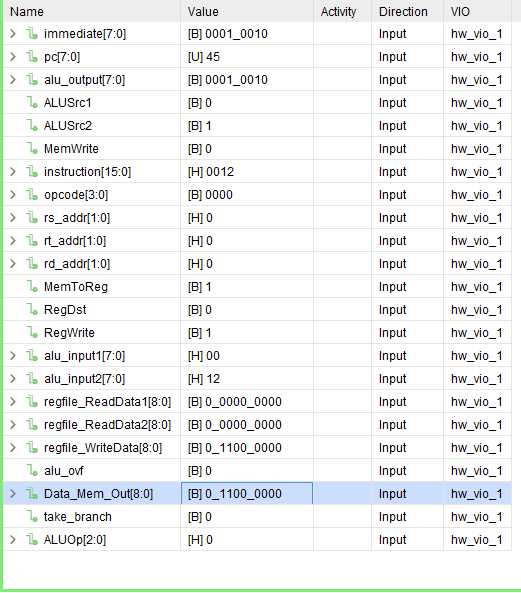 Name Value Activity Direction VIO
immediate[7:0] [B] 0001_0010 Input hw_vio_1
pc[7:0] [U] 45 Input hw_vio_1
alu_output[7:0] [B] 0001_0010 Input hw_vio_1
ALUSrc1 [B] 0 Input hw_vio_1
ALUSrc2 [B] 1 Input hw_vio_1
MemWrite [B] 0 Input hw_vio_1
instruction[15:0] [H] 0012 Input hw_vio_1
opcode[3:0] [B] 0000 Input hw_vio_1
rs_addr[1:0] [H] 0 Input hw_vio_1
rt_addr[1:0] [H] 0 Input hw_vio_1
rd_addr[1:0] [H] 0 Input hw_vio_1
MemToReg [B] 1 Input hw_vio_1
RegDst [B] 0 Input hw_vio_1
RegWrite [B] 1 Input hw_vio_1
alu_input1[7:0] [H] 00 Input hw_vio_1
alu_input2[7:0] [H] 12 Input hw_vio_1
regfile_ReadData1[8:0] [B] 0_0000_0000 Input hw_vio_1
regfile_ReadData2[8:0] [B] 0_0000_0000 Input hw_vio_1
regfile_WriteData[8:0] [B] 0_1100_0000 Input hw_vio_1
alu_ovf [B] 0 Input hw_vio_1
Data_Mem_Out[8:0] [B] 0_1100_0000 Input hw_vio_1
take_branch [B] 0 Input hw_vio_1
ALUOp[2:0] [H] 0 Input hw_vio_1